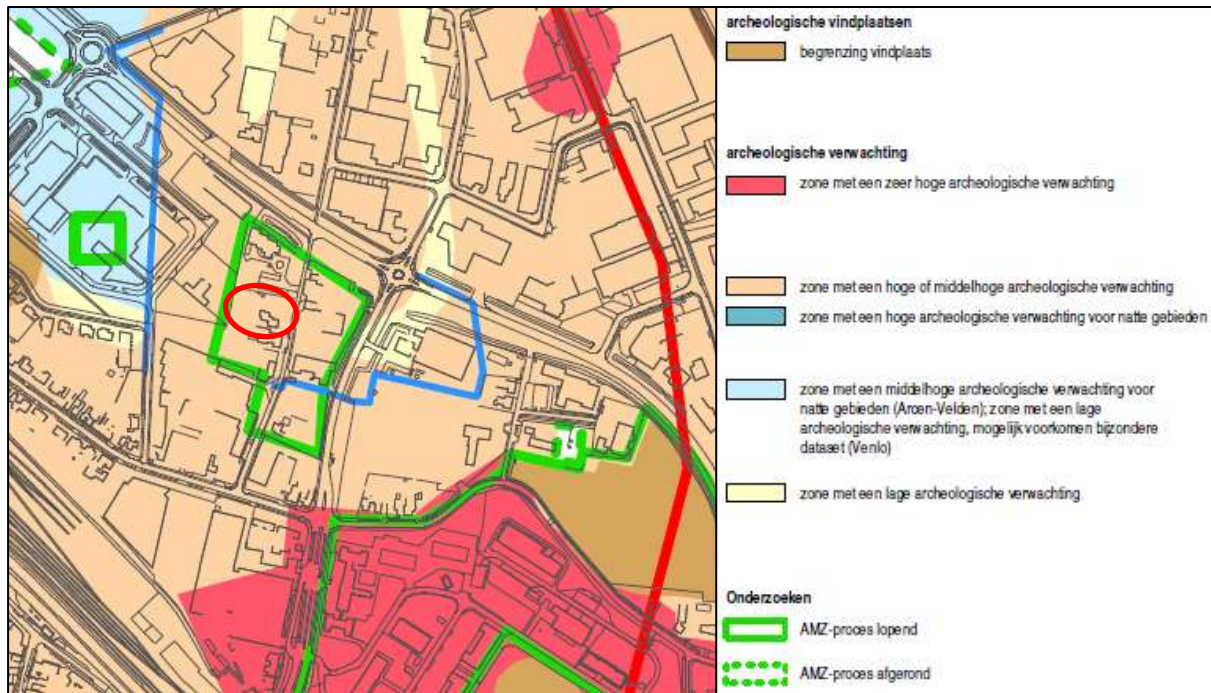 archeologische vindplaatsen
begrenzing vindplaats
archeologische verwachting
zone met een zeer hoge archeologische verwachting
zone met een hoge of middelhoge archeologische verwachting
zone met een hoge archeologische verwachting voor natte gebieden
zone met een middelhoge archeologische verwachting voor
natte gebieden (Arcen-Velden); zone met een lage
archeologische verwachting, mogelijk voorkomen bijzondere
dataset (Venlo)
zone met een lage archeologische verwachting
Onderzoeken
AMZ-proces lopend
AMZ-proces afgerond